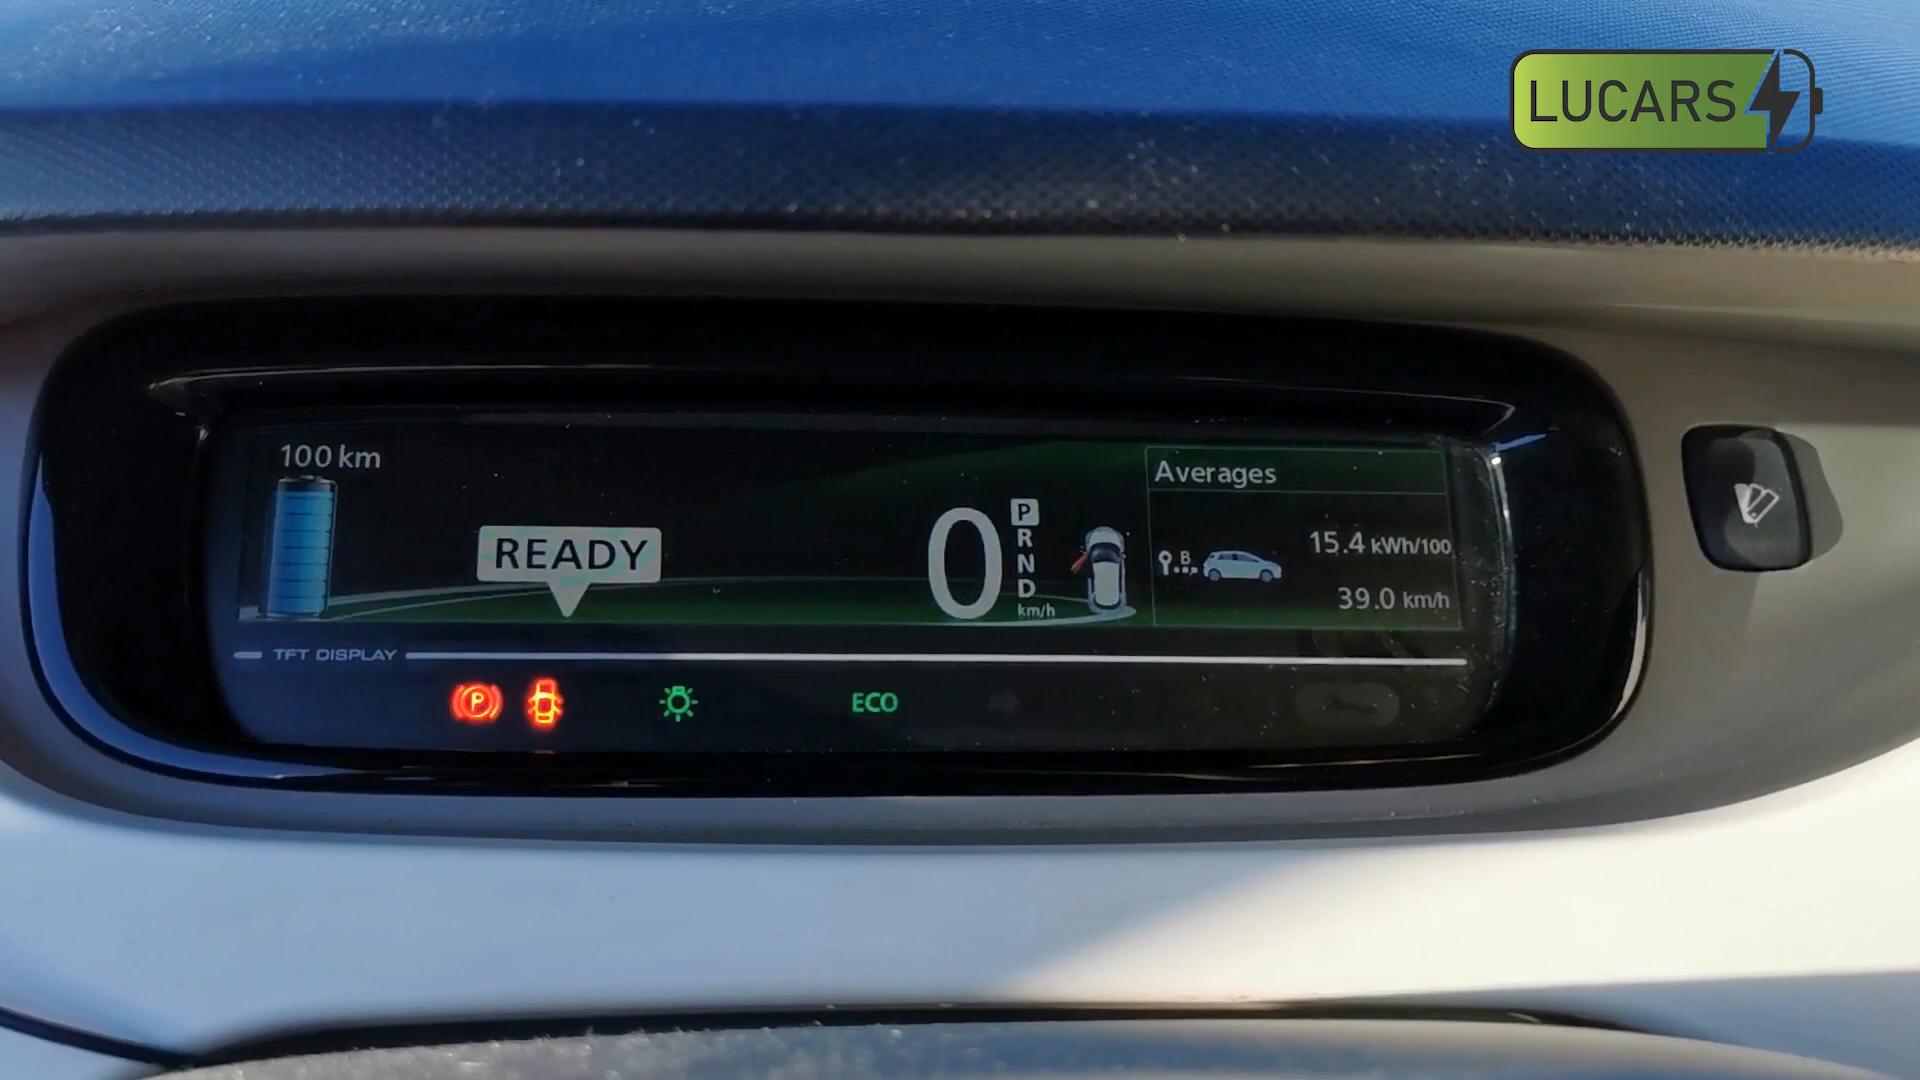 LUCARS
100 km
READY
0
P
R
N
D
km/h
Averages
B
15.4 kWh/100
39.0 km/h
TFT DISPLAY
P
ECO